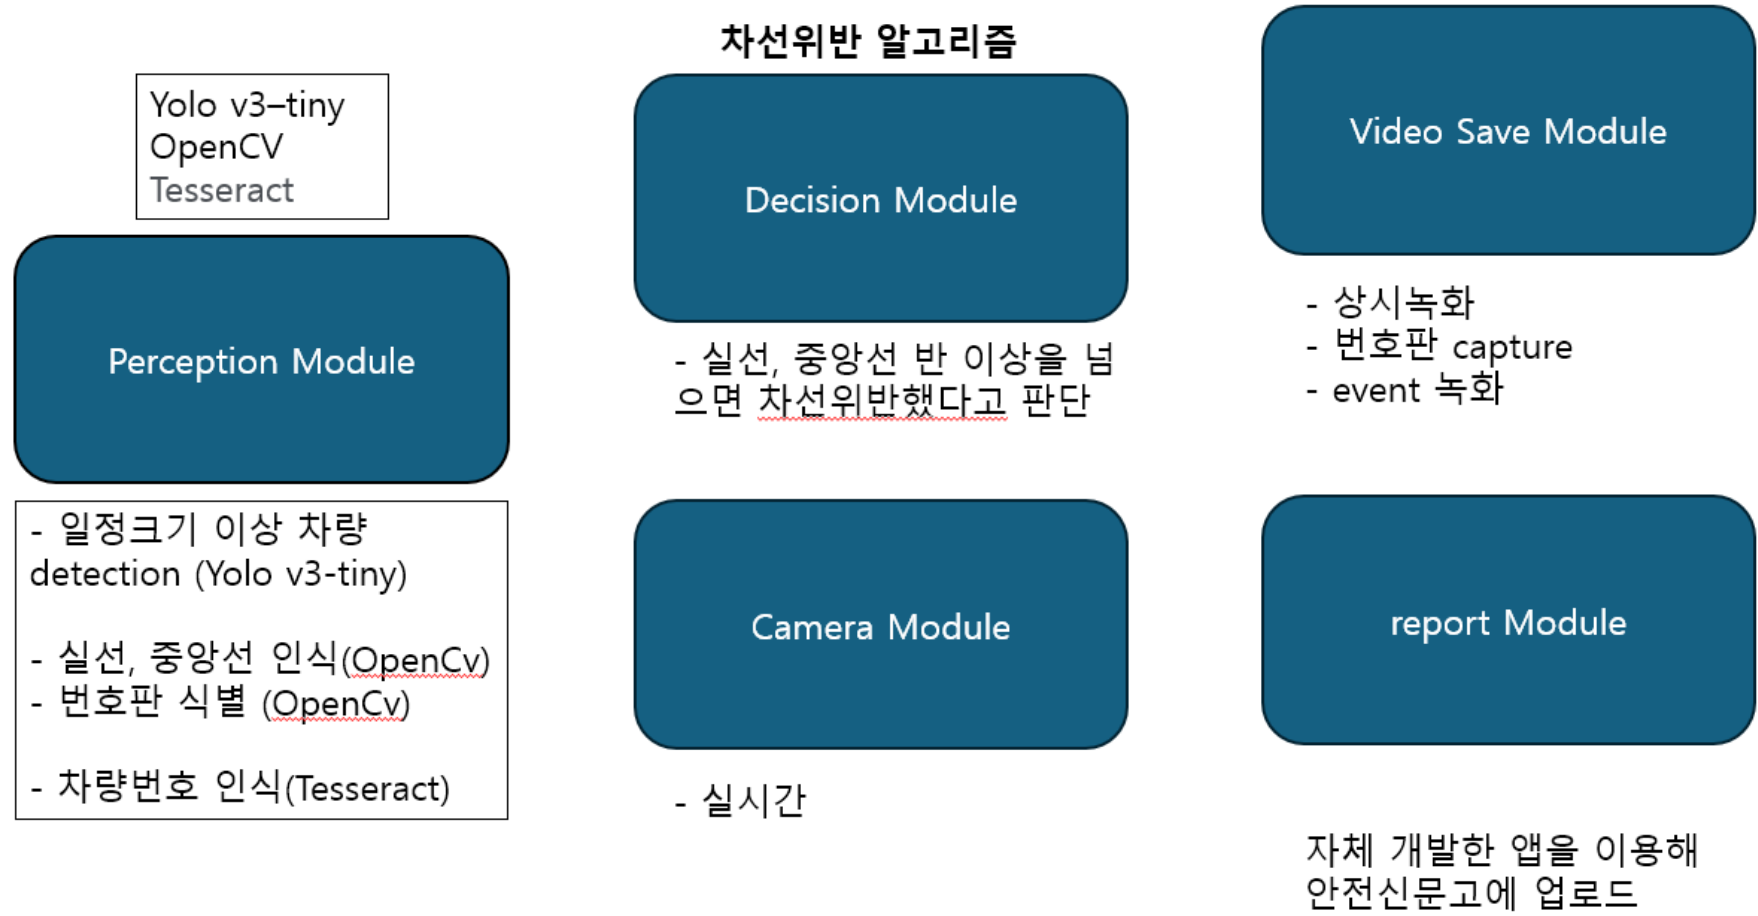 차선위반 알고리즘
Yolo v3–tiny
OpenCV
Tesseract
Perception Module
- 일정크기 이상 차량
detection (Yolo v3-tiny)
- 실선, 중앙선 인식(OpenCv)
- 번호판 식별 (OpenCv)
- 차량번호 인식(Tesseract)
Decision Module
- 실선, 중앙선 반 이상을 넘
으면 차선위반했다고 판단
Camera Module
- 실시간
Video Save Module
- 상시녹화
- 번호판 capture
- event 녹화
report Module
자체 개발한 앱을 이용해
안전신문고에 업로드